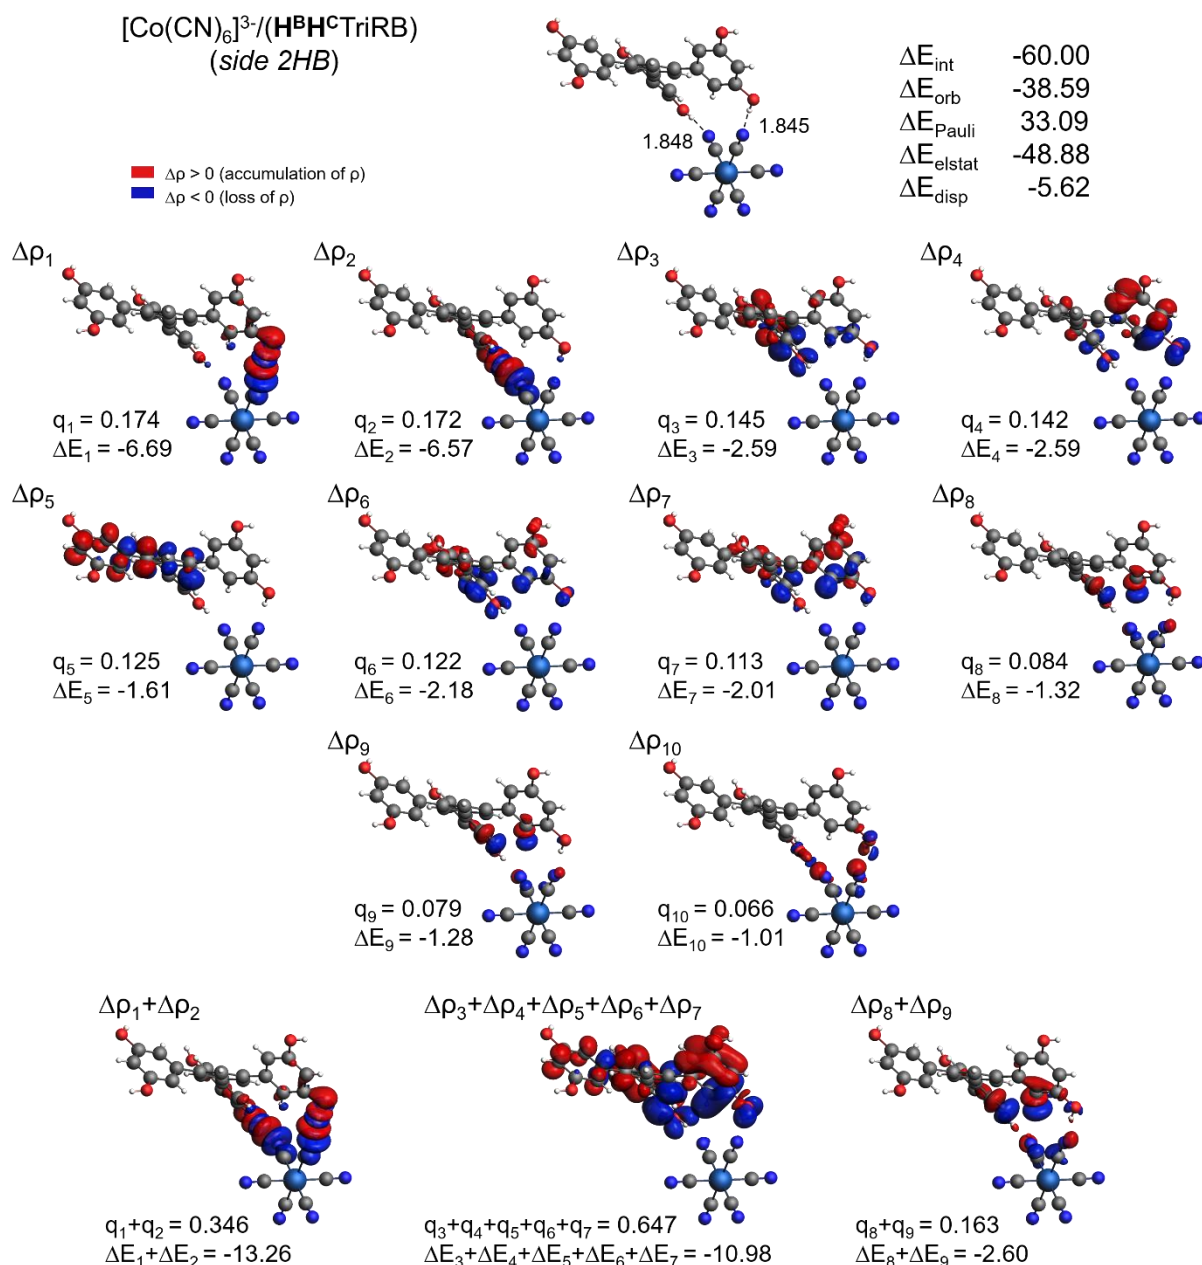 [Co(CN)₆]³⁻/(HᴮHᶜTriRB)
(side 2HB)
ΔE_int -60.00
ΔE_orb -38.59
ΔE_Pauli 33.09
ΔE_elstat -48.88
ΔE_disp -5.62
1.848
1.845
Δρ > 0 (accumulation of ρ)
Δρ < 0 (loss of ρ)
Δρ₁
q₁ = 0.174
ΔE₁ = -6.69
Δρ₂
q₂ = 0.172
ΔE₂ = -6.57
Δρ₃
q₃ = 0.145
ΔE₃ = -2.59
Δρ₄
q₄ = 0.142
ΔE₄ = -2.59
Δρ₅
q₅ = 0.125
ΔE₅ = -1.61
Δρ₆
q₆ = 0.122
ΔE₆ = -2.18
Δρ₇
q₇ = 0.113
ΔE₇ = -2.01
Δρ₈
q₈ = 0.084
ΔE₈ = -1.32
Δρ₉
q₉ = 0.079
ΔE₉ = -1.28
Δρ₁₀
q₁₀ = 0.066
ΔE₁₀ = -1.01
Δρ₁+Δρ₂
q₁+q₂ = 0.346
ΔE₁+ΔE₂ = -13.26
Δρ₃+Δρ₄+Δρ₅+Δρ₆+Δρ₇
q₃+q₄+q₅+q₆+q₇ = 0.647
ΔE₃+ΔE₄+ΔE₅+ΔE₆+ΔE₇ = -10.98
Δρ₈+Δρ₉
q₈+q₉ = 0.163
ΔE₈+ΔE₉ = -2.60